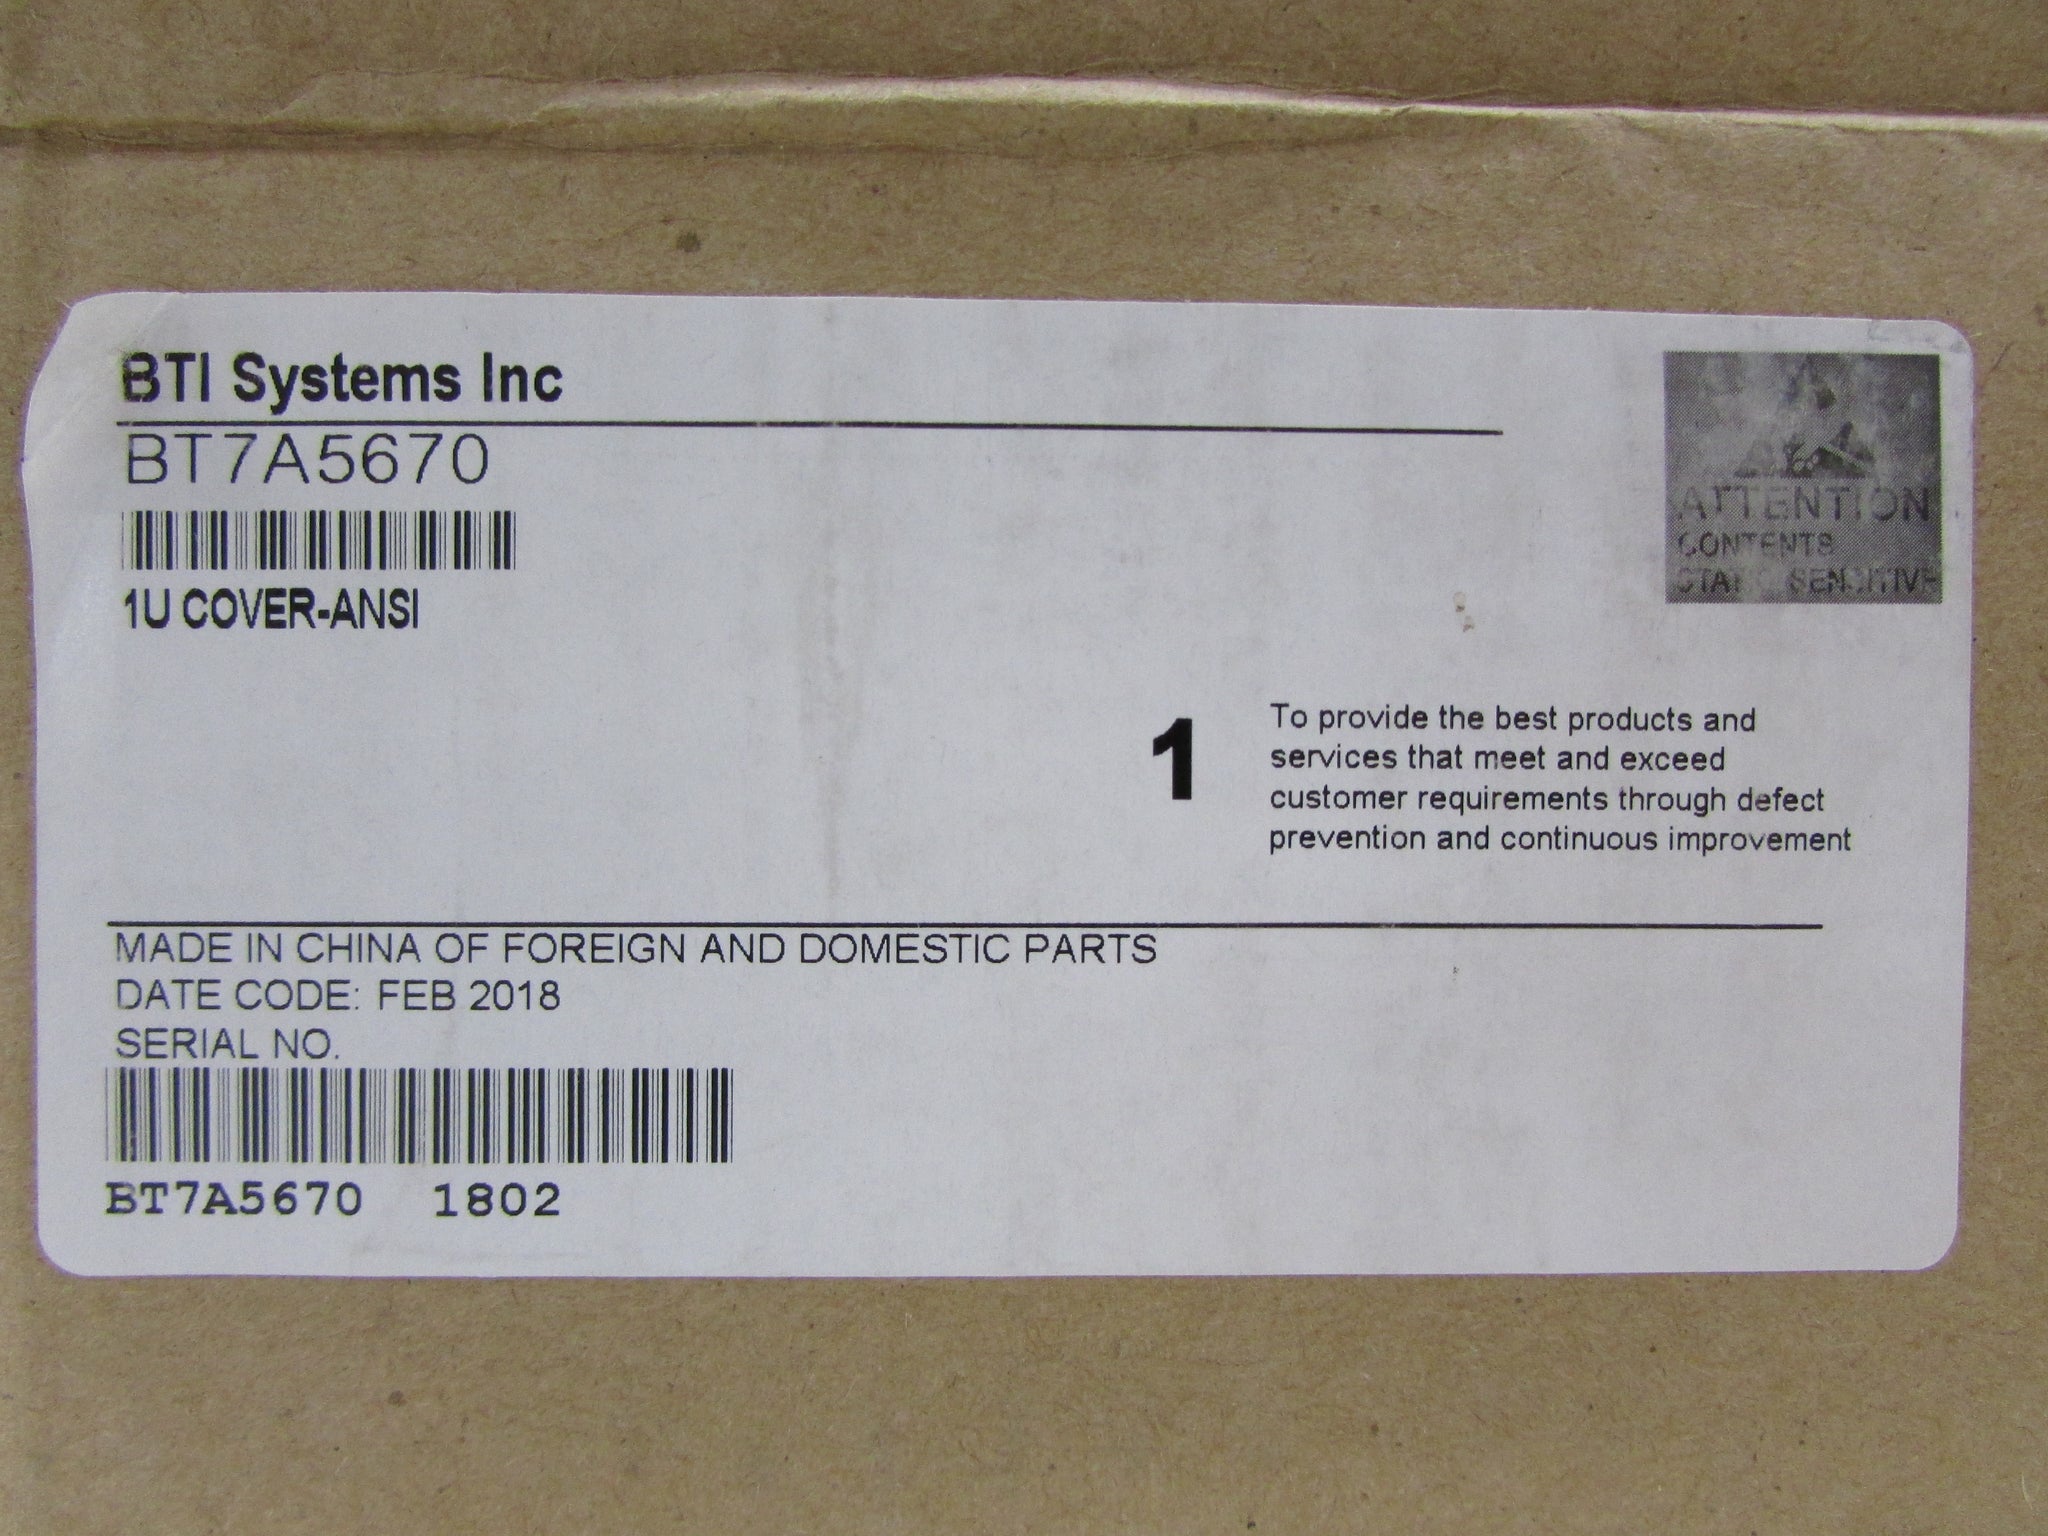 BTI Systems Inc
BT7A5670
1U COVER-ANSI
ATTENTION
CONTENTS
STATIC SENSITIVE
1
To provide the best products and
services that meet and exceed
customer requirements through defect
prevention and continuous improvement
MADE IN CHINA OF FOREIGN AND DOMESTIC PARTS
DATE CODE: FEB 2018
SERIAL NO.
BT7A5670 1802